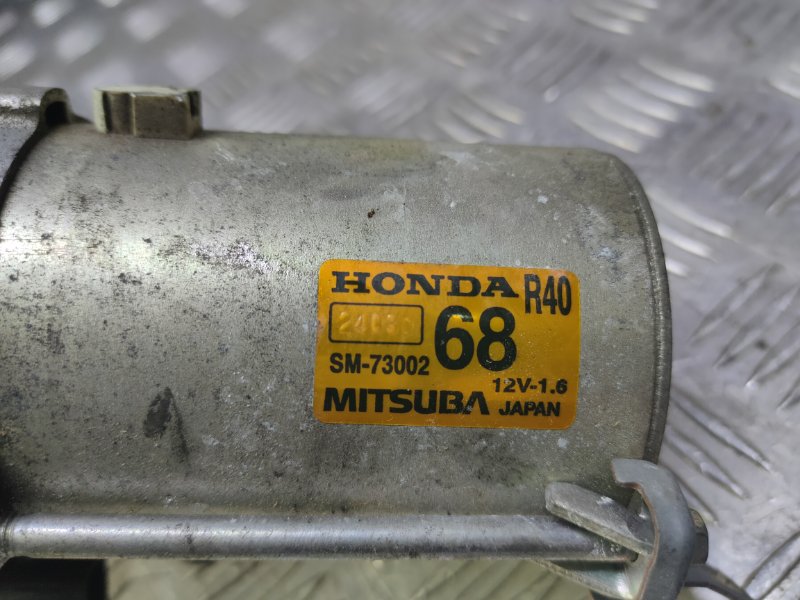 HONDA R40
68
SM-73002
12V-1.6
MITSUBA JAPAN